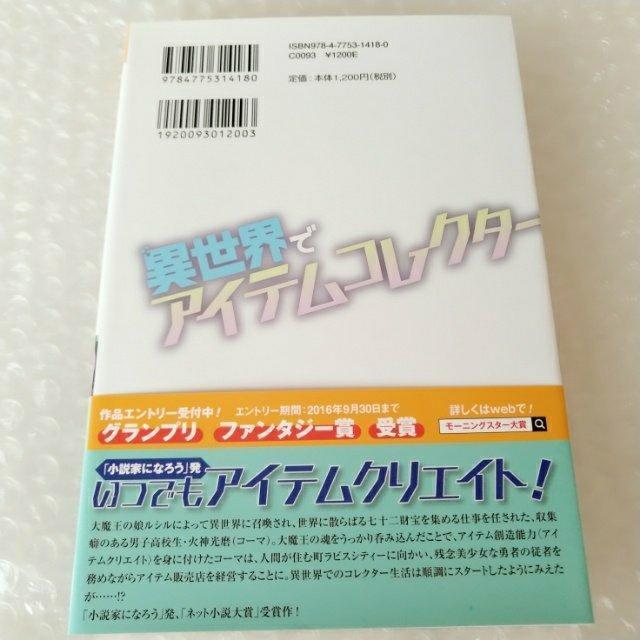 ISBN978-4-7753-1418-0
C0093 ¥1200E
9784775314180
定価：本体1,200円(税別)
1920093012003
異世界で
アイテムコレクター
作品エントリー受付中！ エントリー期間：2016年9月30日まで 詳しくはwebで！
グランプリ ファンタジー賞 受賞 モーニングスター大賞
「小説家になろう」発
いつでもアイテムクリエイト！
大魔王の娘ルシルによって異世界に召喚され、世界に散らばる七十二財宝を集める仕事を任された、収集
癖のある男子高校生・火神光磨（コーマ）。大魔王の魂をうっかり呑み込んだことで、アイテム創造能力〈アイ
テムクリエイト〉を身に付けたコーマは、人間が住む町ラビスシティーに向かい、残念美少女な勇者の従者を
務めながらアイテム販売店を経営することに。異世界でのコレクター生活は順調にスタートしたようにみえた
が……!?
「小説家になろう」発、「ネット小説大賞」受賞作！